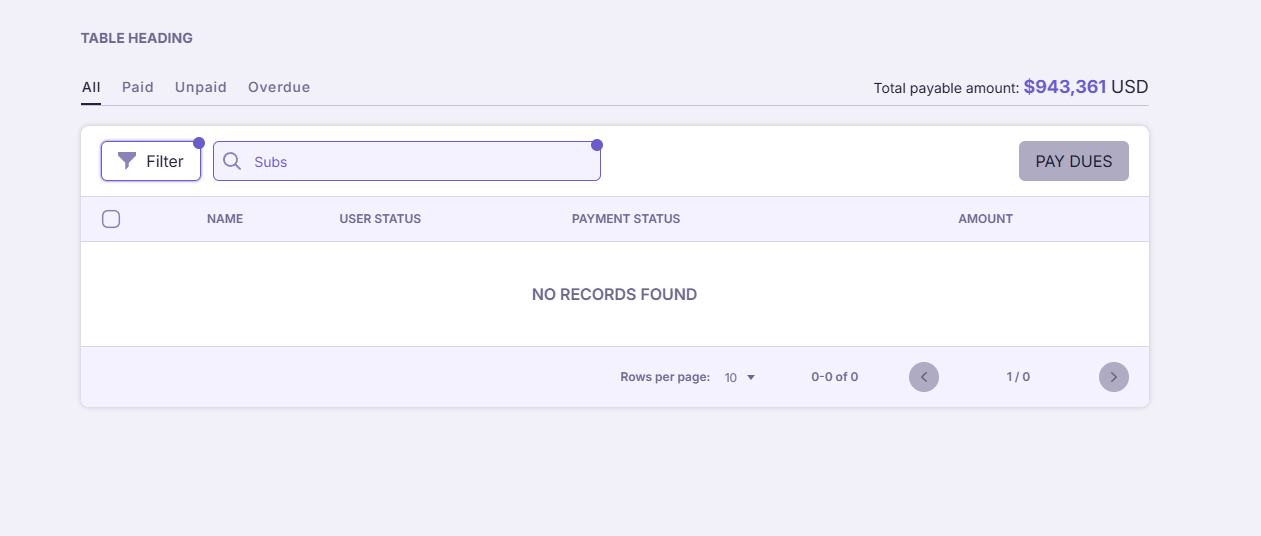 TABLE HEADING
All Paid Unpaid Overdue
Total payable amount: $943,361 USD
Filter
Subs
PAY DUES
NAME USER STATUS PAYMENT STATUS AMOUNT
NO RECORDS FOUND
Rows per page: 10 0-0 of 0 1 / 0